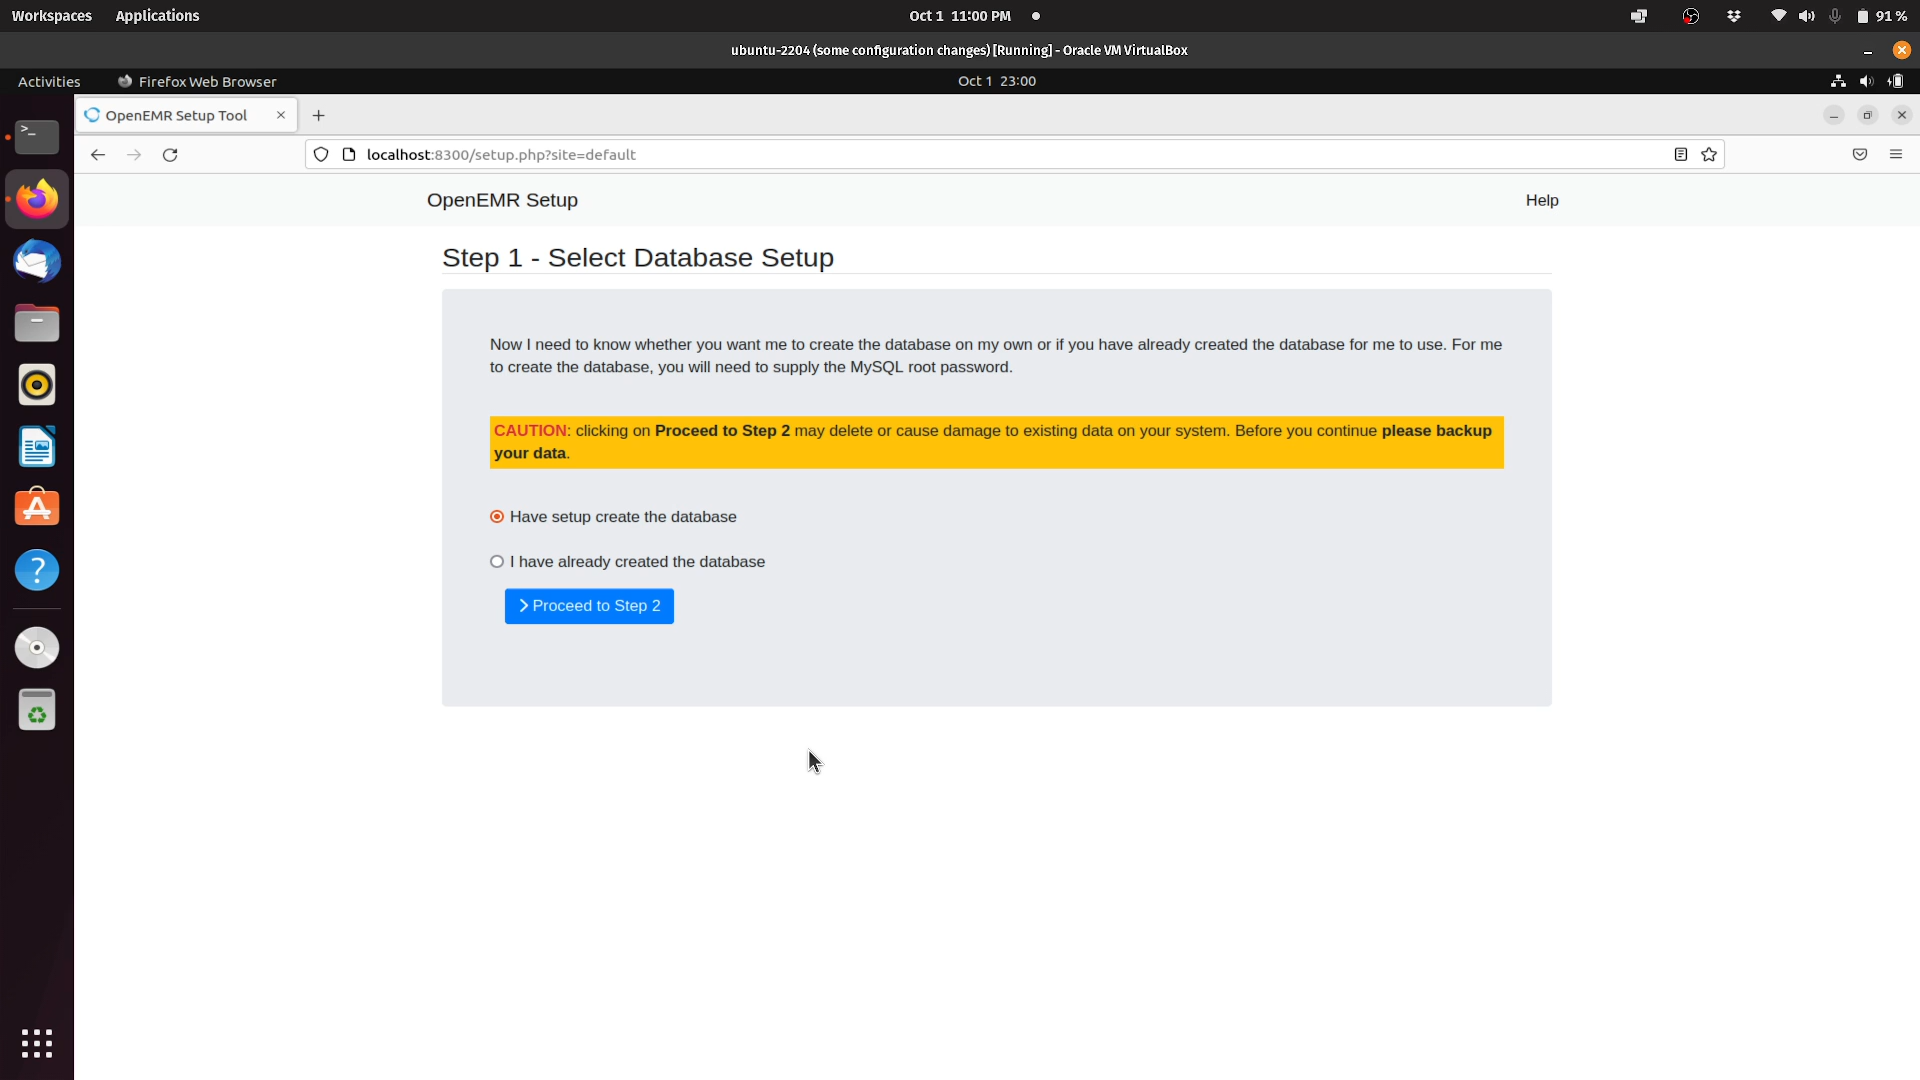 Workspaces Applications Oct 1 11:00 PM 91 %
ubuntu-2204 (some configuration changes) [Running] - Oracle VM VirtualBox
Activities Firefox Web Browser Oct 1 23:00
OpenEMR Setup Tool
localhost:8300/setup.php?site=default
OpenEMR Setup Help
Step 1 - Select Database Setup
Now I need to know whether you want me to create the database on my own or if you have already created the database for me to use. For me
to create the database, you will need to supply the MySQL root password.
CAUTION: clicking on Proceed to Step 2 may delete or cause damage to existing data on your system. Before you continue please backup
your data.
Have setup create the database
I have already created the database
Proceed to Step 2